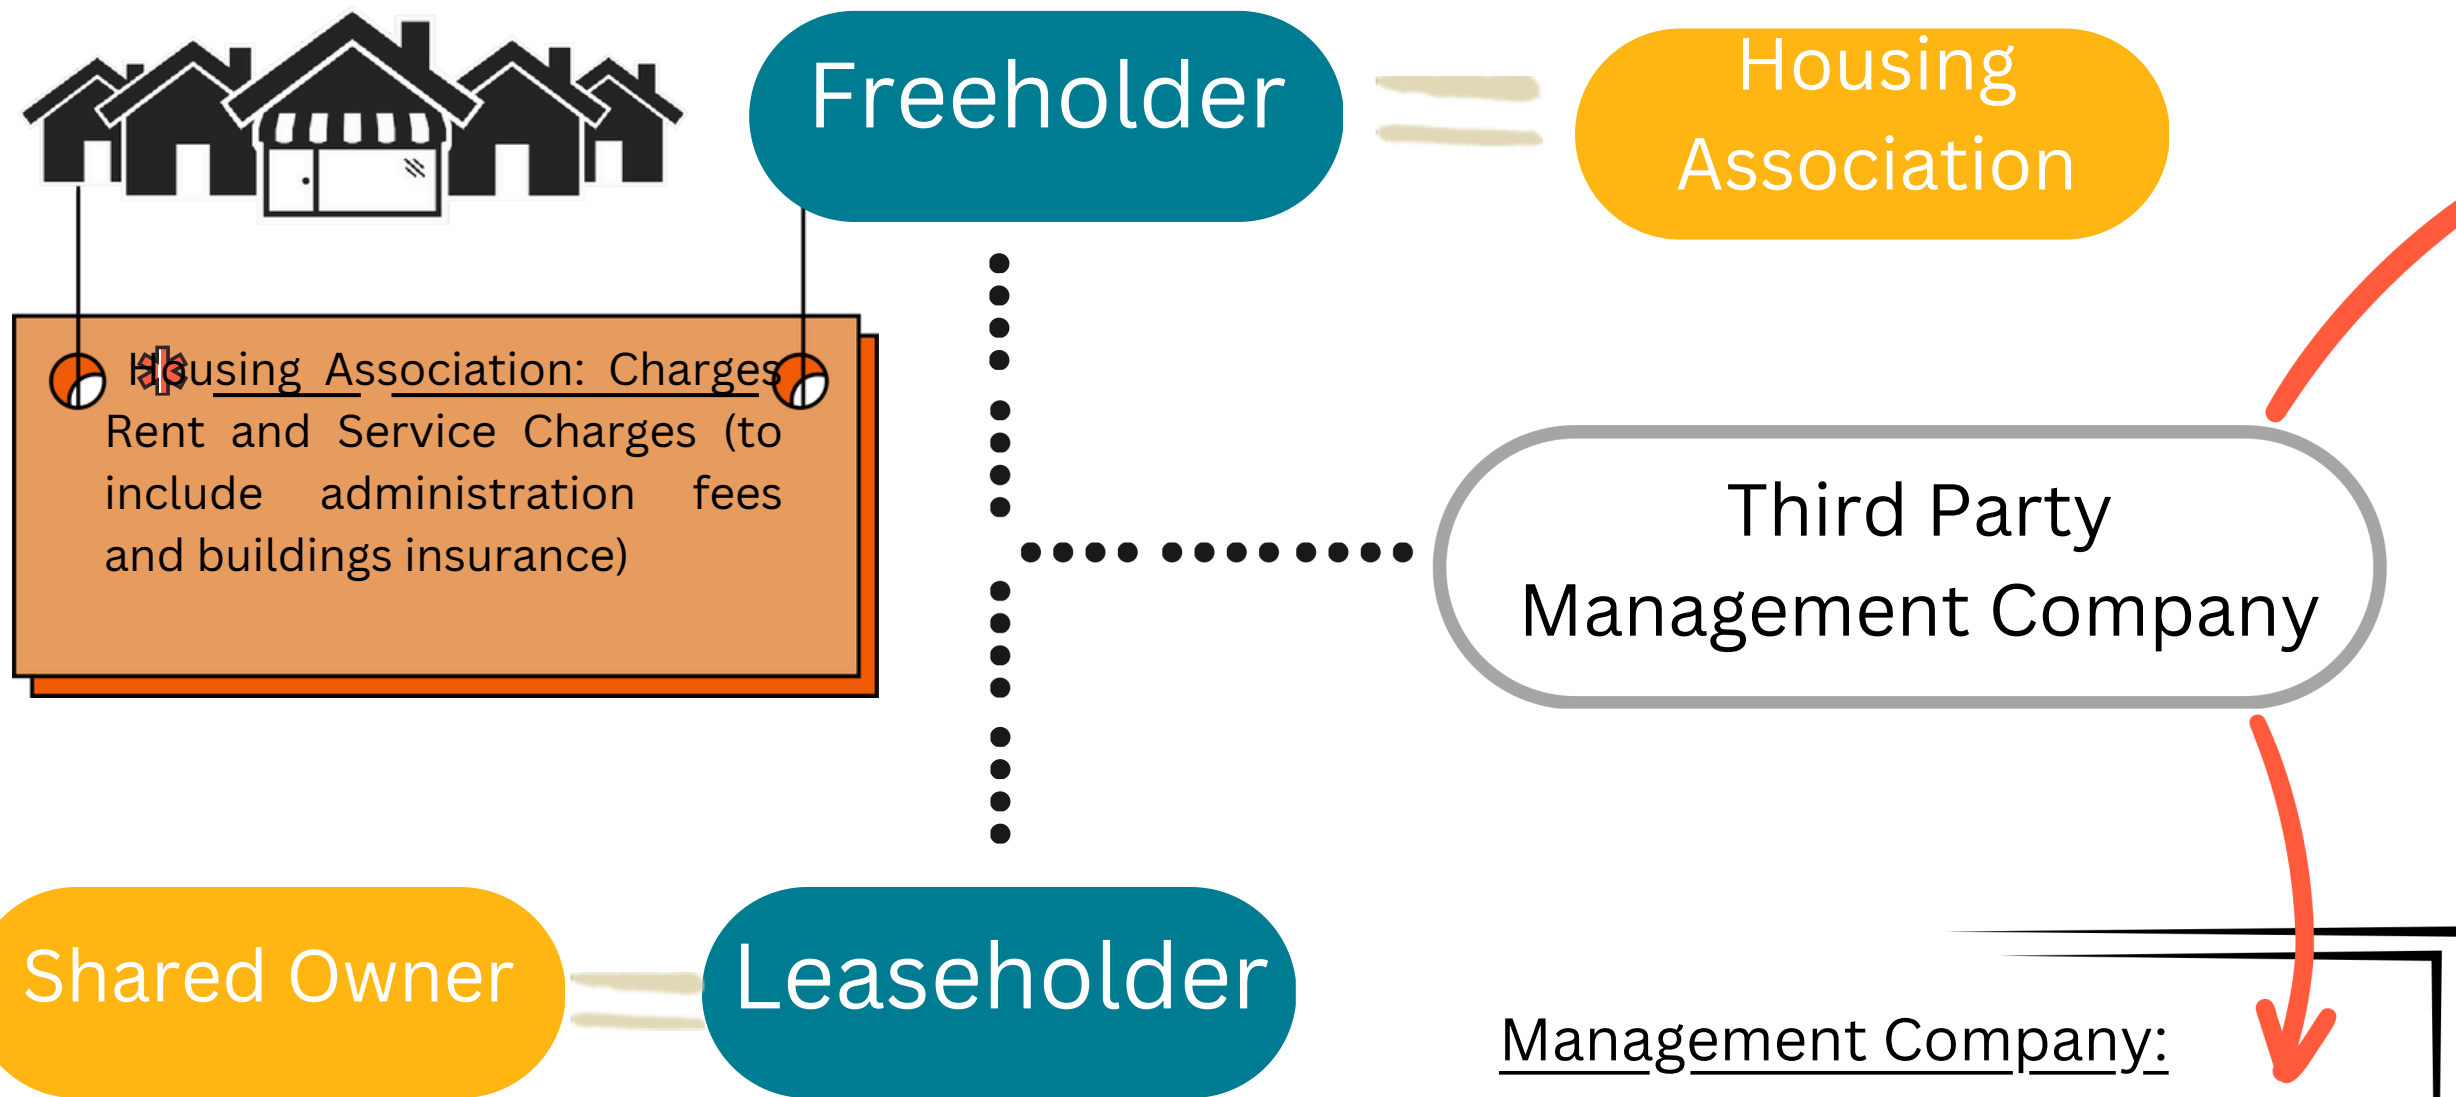 Freeholder
Housing
Association
Housing Association: Charges
Rent and Service Charges (to
include administration fees
and buildings insurance)
Third Party
Management Company
Shared Owner
Leaseholder
Management Company: